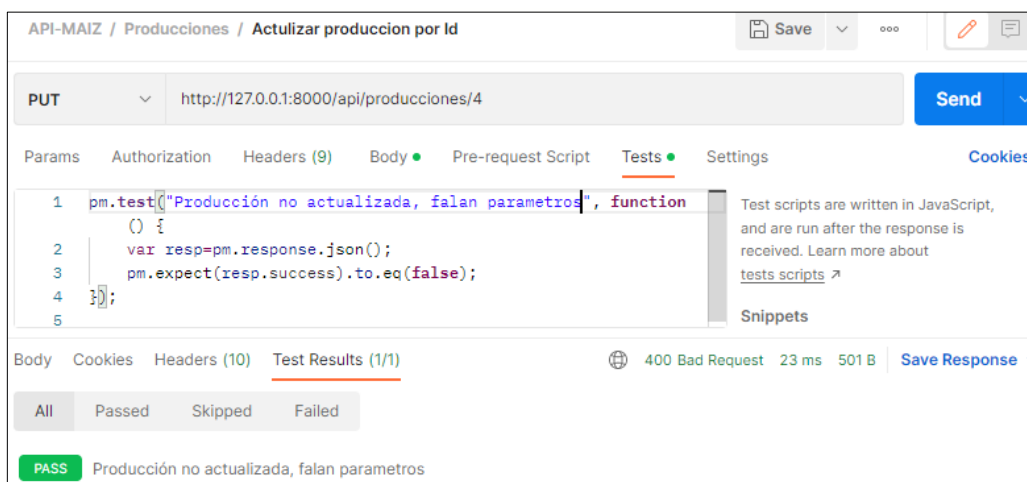 API-MAIZ / Producciones / Actulizar produccion por Id
Save
PUT
http://127.0.0.1:8000/api/producciones/4
Send
Params Authorization Headers (9) Body Pre-request Script Tests Settings Cookies
1 pm.test("Producción no actualizada, falan parametros", function
() {
2 var resp=pm.response.json();
3 pm.expect(resp.success).to.eq(false);
4 });
5
Test scripts are written in JavaScript,
and are run after the response is
received. Learn more about
tests scripts ↗
Snippets
Body Cookies Headers (10) Test Results (1/1) 400 Bad Request 23 ms 501 B Save Response
All Passed Skipped Failed
PASS Producción no actualizada, falan parametros